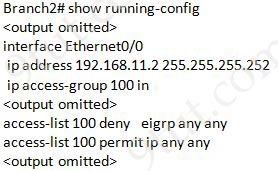 Branch2# show running-config
<output omitted>
interface Ethernet0/0
ip address 192.168.11.2 255.255.255.252
ip access-group 100 in
<output omitted>
access-list 100 deny eigrp any any
access-list 100 permit ip any any
<output omitted>